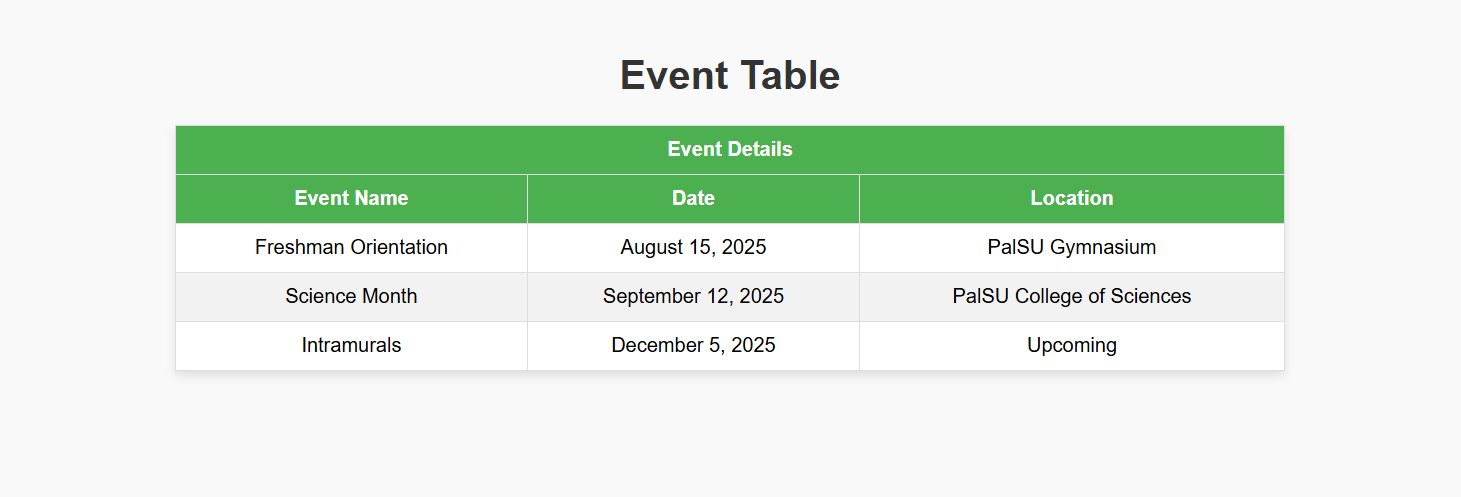 Event Table
Event Details
Event Name Date Location
Freshman Orientation August 15, 2025 PalSU Gymnasium
Science Month September 12, 2025 PalSU College of Sciences
Intramurals December 5, 2025 Upcoming